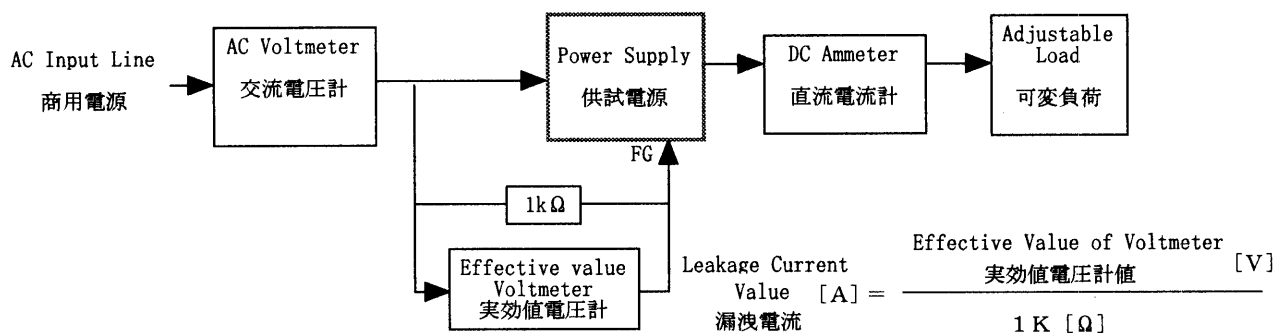 AC Input Line
商用電源
AC Voltmeter
交流電圧計
Power Supply
供試電源
DC Ammeter
直流電流計
Adjustable
Load
可変負荷
FG
1kΩ
Effective value
Voltmeter
実効値電圧計
Leakage Current
Value [A] =
漏洩電流
Effective Value of Voltmeter
実効値電圧計値 [V]
1 K [Ω]